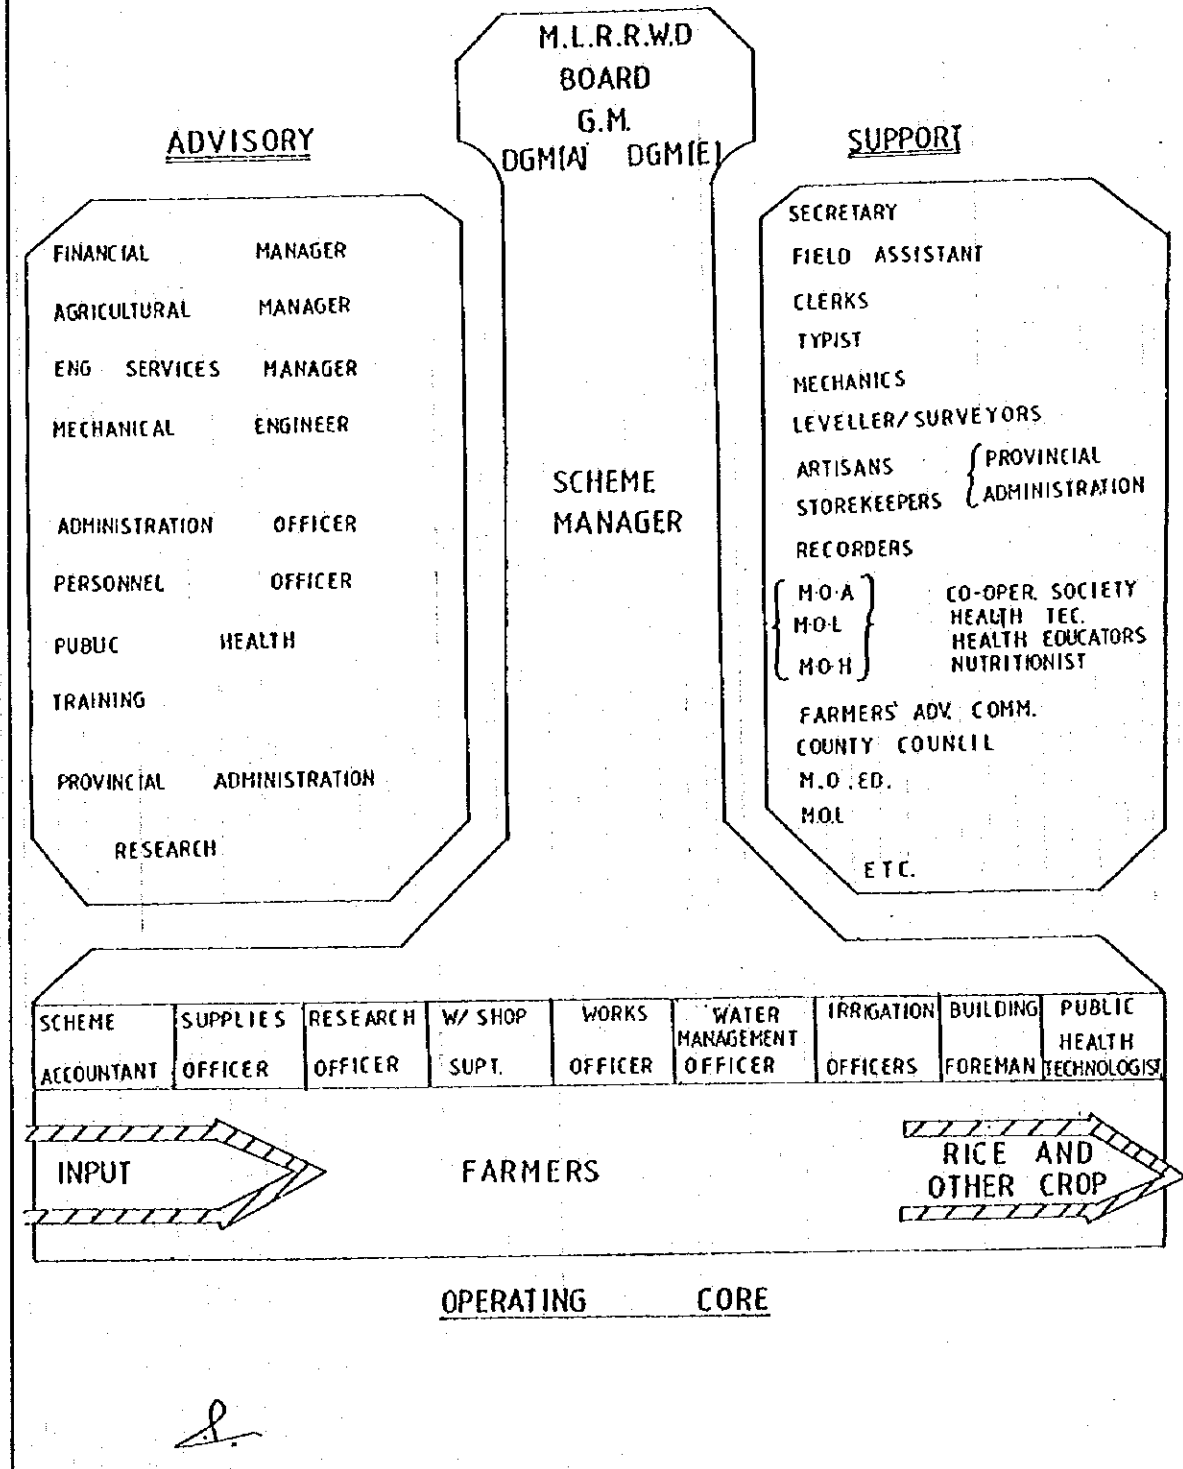 M.L.R.R.W.D
BOARD
G.M.
DGM[A] DGM[E]
ADVISORY
FINANCIAL MANAGER
AGRICULTURAL MANAGER
ENG SERVICES MANAGER
MECHANICAL ENGINEER
ADMINISTRATION OFFICER
PERSONNEL OFFICER
PUBLIC HEALTH
TRAINING
PROVINCIAL ADMINISTRATION
RESEARCH
SCHEME
MANAGER
SUPPORT
SECRETARY
FIELD ASSISTANT
CLERKS
TYPIST
MECHANICS
LEVELLER/SURVEYORS
ARTISANS
STOREKEEPERS
PROVINCIAL
ADMINISTRATION
RECORDERS
M.O.A
M.O.L
M.O.H
CO-OPER. SOCIETY
HEALTH TEC.
HEALTH EDUCATORS
NUTRITIONIST
FARMERS' ADV. COMM.
COUNTY COUNCIL
M.O.ED.
M.O.L
ETC.
SCHEME
ACCOUNTANT
SUPPLIES
OFFICER
RESEARCH
OFFICER
W/SHOP
SUPT.
WORKS
OFFICER
WATER
MANAGEMENT
OFFICER
IRRIGATION
OFFICERS
BUILDING
FOREMAN
PUBLIC
HEALTH
TECHNOLOGIST
INPUT
FARMERS
RICE AND
OTHER CROP
OPERATING CORE